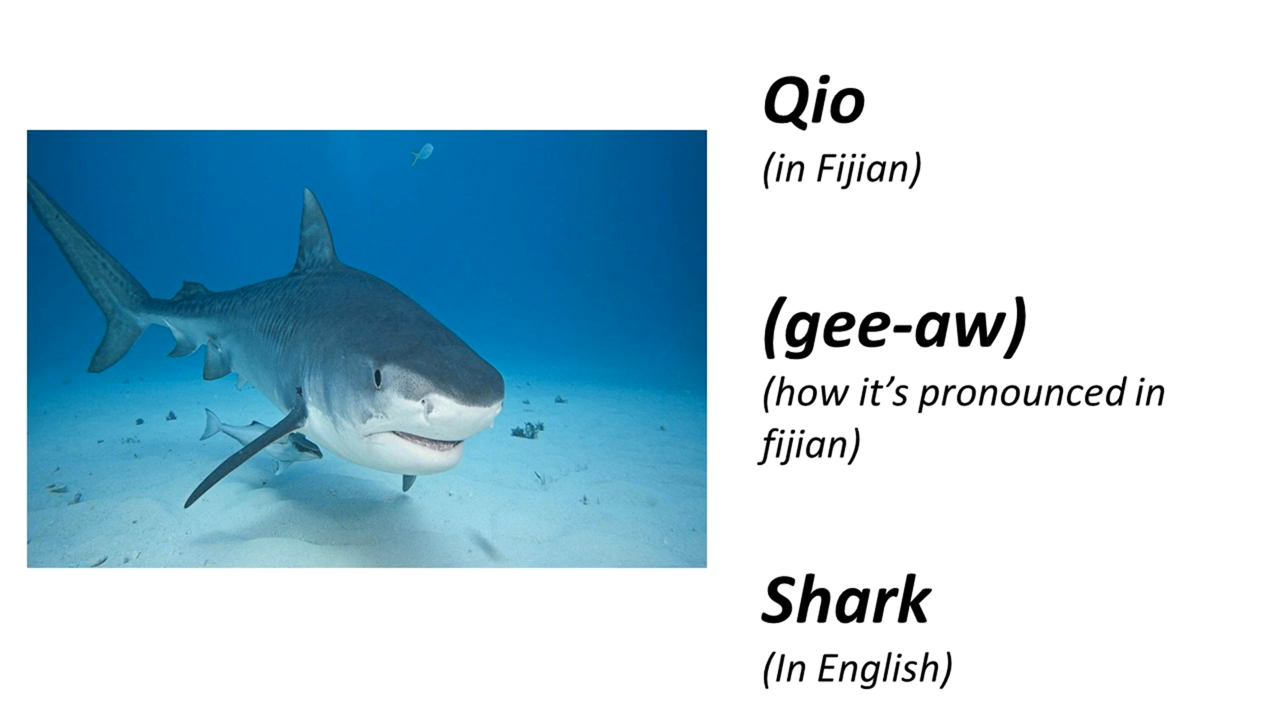 Qio
(in Fijian)
(gee-aw)
(how it’s pronounced in
fijian)
Shark
(In English)